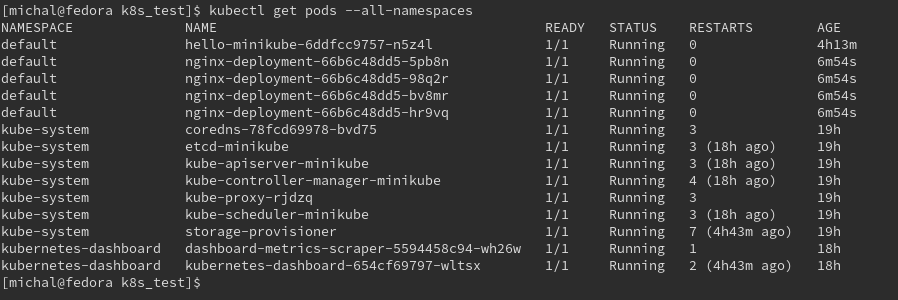 [michal@fedora k8s_test]$ kubectl get pods --all-namespaces
NAMESPACE              NAME                                         READY   STATUS    RESTARTS        AGE
default                hello-minikube-6ddfcc9757-n5z4l              1/1     Running   0               4h13m
default                nginx-deployment-66b6c48dd5-5pb8n            1/1     Running   0               6m54s
default                nginx-deployment-66b6c48dd5-98q2r            1/1     Running   0               6m54s
default                nginx-deployment-66b6c48dd5-bv8mr            1/1     Running   0               6m54s
default                nginx-deployment-66b6c48dd5-hr9vq            1/1     Running   0               6m54s
kube-system            coredns-78fcd69978-bvd75                     1/1     Running   3               19h
kube-system            etcd-minikube                                1/1     Running   3 (18h ago)     19h
kube-system            kube-apiserver-minikube                      1/1     Running   3 (18h ago)     19h
kube-system            kube-controller-manager-minikube             1/1     Running   4 (18h ago)     19h
kube-system            kube-proxy-rjdzq                             1/1     Running   3               19h
kube-system            kube-scheduler-minikube                      1/1     Running   3 (18h ago)     19h
kube-system            storage-provisioner                          1/1     Running   7 (4h43m ago)   19h
kubernetes-dashboard   dashboard-metrics-scraper-5594458c94-wh26w   1/1     Running   1               18h
kubernetes-dashboard   kubernetes-dashboard-654cf69797-wltsx        1/1     Running   2 (4h43m ago)   18h
[michal@fedora k8s_test]$